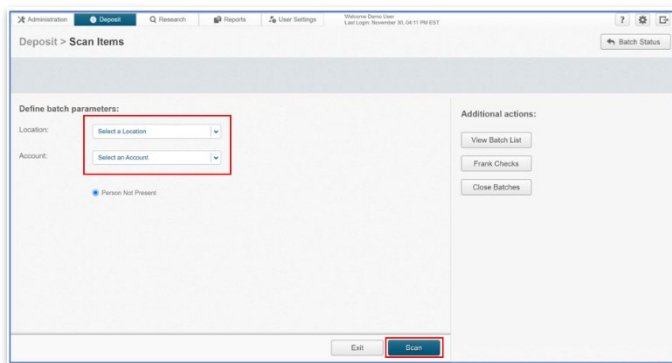 Administration Deposit Research Reports User Settings Welcome Demo User
Last Login: November 30, 04:11 PM EST
?
Deposit > Scan Items
Batch Status
Define batch parameters:
Location: Select a Location
Account: Select an Account
Person Not Present
Additional actions:
View Batch List
Frank Checks
Close Batches
Exit Scan